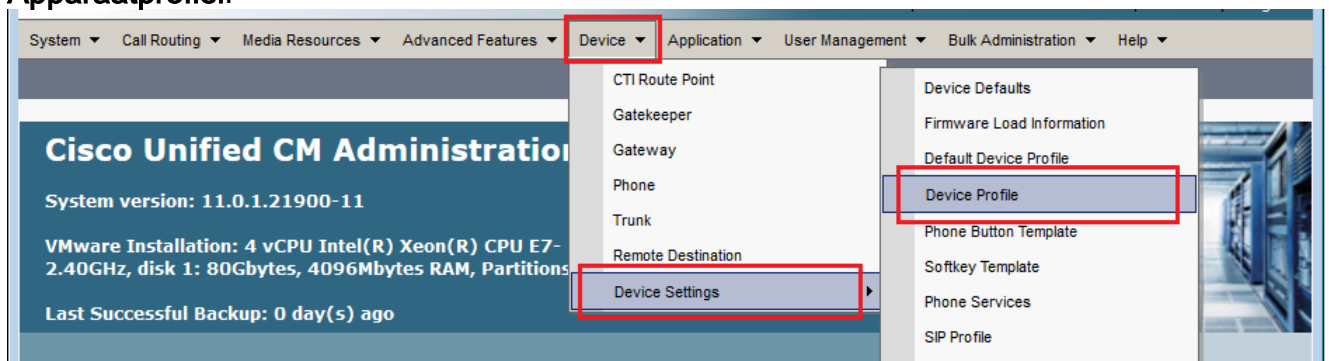 Apparaatprofiel.
System Call Routing Media Resources Advanced Features Device Application User Management Bulk Administration Help
CTI Route Point
Gatekeeper
Gateway
Phone
Trunk
Remote Destination
Device Settings
Device Defaults
Firmware Load Information
Default Device Profile
Device Profile
Phone Button Template
Softkey Template
Phone Services
SIP Profile
Cisco Unified CM Administration
System version: 11.0.1.21900-11
VMware Installation: 4 vCPU Intel(R) Xeon(R) CPU E7-
2.40GHz, disk 1: 80Gbytes, 4096Mbytes RAM, Partitions
Last Successful Backup: 0 day(s) ago